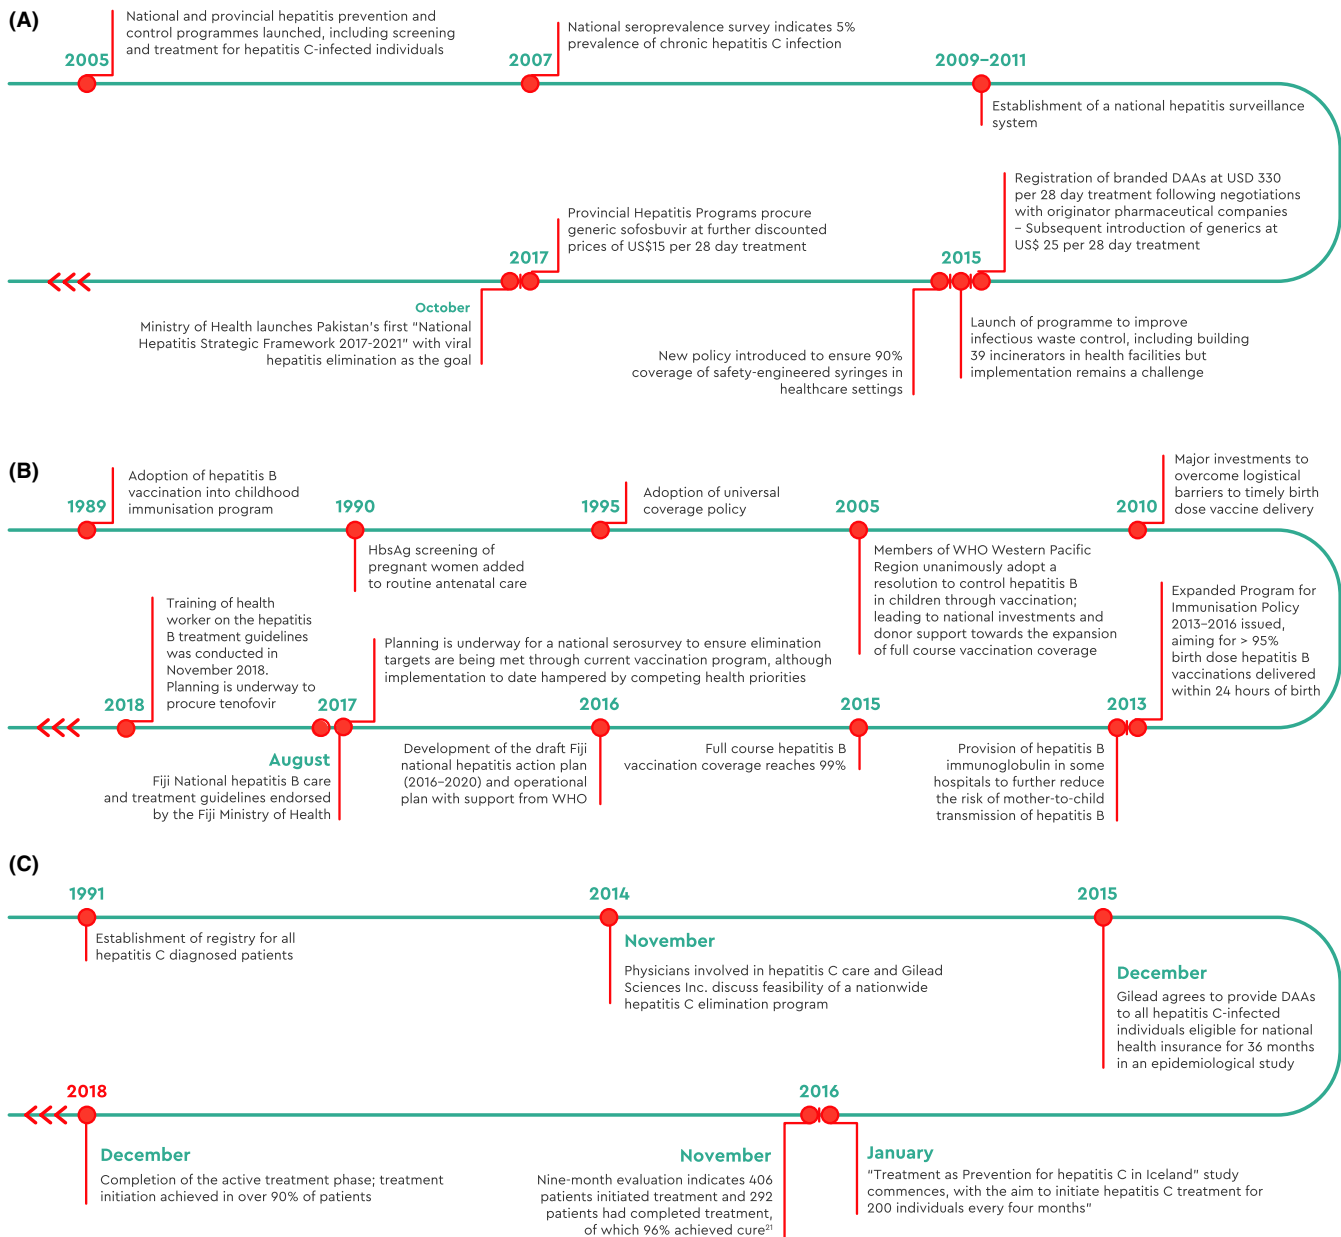 (A)
2005
National and provincial hepatitis prevention and
control programmes launched, including screening
and treatment for hepatitis C-infected individuals
2007
National seroprevalence survey indicates 5%
prevalence of chronic hepatitis C infection
2009–2011
Establishment of a national hepatitis surveillance
system
2015
Registration of branded DAAs at USD 330
per 28 day treatment following negotiations
with originator pharmaceutical companies
– Subsequent introduction of generics at
US$ 25 per 28 day treatment
Launch of programme to improve
infectious waste control, including building
39 incinerators in health facilities but
implementation remains a challenge
New policy introduced to ensure 90%
coverage of safety-engineered syringes in
healthcare settings
2017
Provincial Hepatitis Programs procure
generic sofosbuvir at further discounted
prices of US$15 per 28 day treatment
October
Ministry of Health launches Pakistan's first "National
Hepatitis Strategic Framework 2017-2021" with viral
hepatitis elimination as the goal
(B)
1989
Adoption of hepatitis B
vaccination into childhood
immunisation program
1990
HbsAg screening of
pregnant women added
to routine antenatal care
1995
Adoption of universal
coverage policy
2005
Members of WHO Western Pacific
Region unanimously adopt a
resolution to control hepatitis B
in children through vaccination;
leading to national investments and
donor support towards the expansion
of full course vaccination coverage
2010
Major investments to
overcome logistical
barriers to timely birth
dose vaccine delivery
2013
Expanded Program for
Immunisation Policy
2013–2016 issued,
aiming for > 95%
birth dose hepatitis B
vaccinations delivered
within 24 hours of birth
Provision of hepatitis B
immunoglobulin in some
hospitals to further reduce
the risk of mother-to-child
transmission of hepatitis B
2015
Full course hepatitis B
vaccination coverage reaches 99%
2016
Development of the draft Fiji
national hepatitis action plan
(2016–2020) and operational
plan with support from WHO
2017
Planning is underway for a national serosurvey to ensure elimination
targets are being met through current vaccination program, although
implementation to date hampered by competing health priorities
August
Fiji National hepatitis B care
and treatment guidelines endorsed
by the Fiji Ministry of Health
2018
Training of health
worker on the hepatitis
B treatment guidelines
was conducted in
November 2018.
Planning is underway to
procure tenofovir
(C)
1991
Establishment of registry for all
hepatitis C diagnosed patients
2014
November
Physicians involved in hepatitis C care and Gilead
Sciences Inc. discuss feasibility of a nationwide
hepatitis C elimination program
2015
December
Gilead agrees to provide DAAs
to all hepatitis C-infected
individuals eligible for national
health insurance for 36 months
in an epidemiological study
2016
January
"Treatment as Prevention for hepatitis C in Iceland" study
commences, with the aim to initiate hepatitis C treatment for
200 individuals every four months"
November
Nine-month evaluation indicates 406
patients initiated treatment and 292
patients had completed treatment,
of which 96% achieved cure²¹
2018
December
Completion of the active treatment phase; treatment
initiation achieved in over 90% of patients